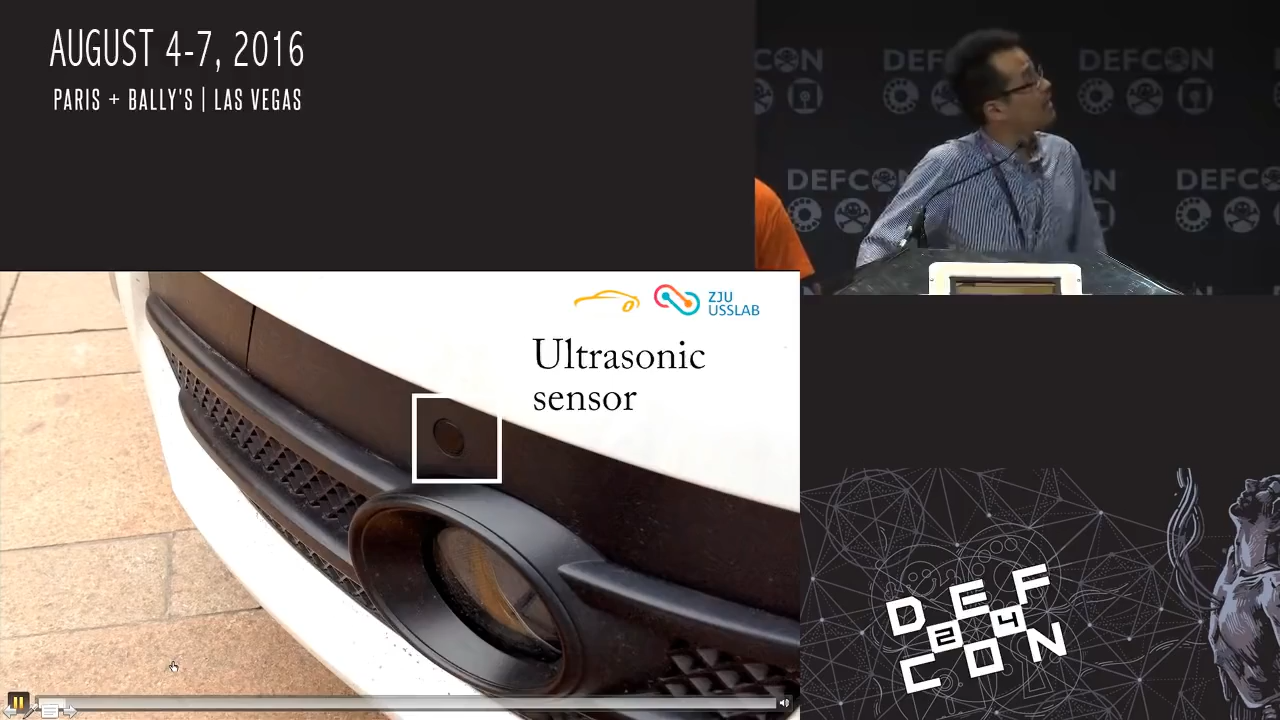 AUGUST 4-7, 2016
PARIS + BALLY'S | LAS VEGAS
DEFCON
DEFCON
DEFCON
ZJU
USSLAB
Ultrasonic
sensor
DEF
24
CON